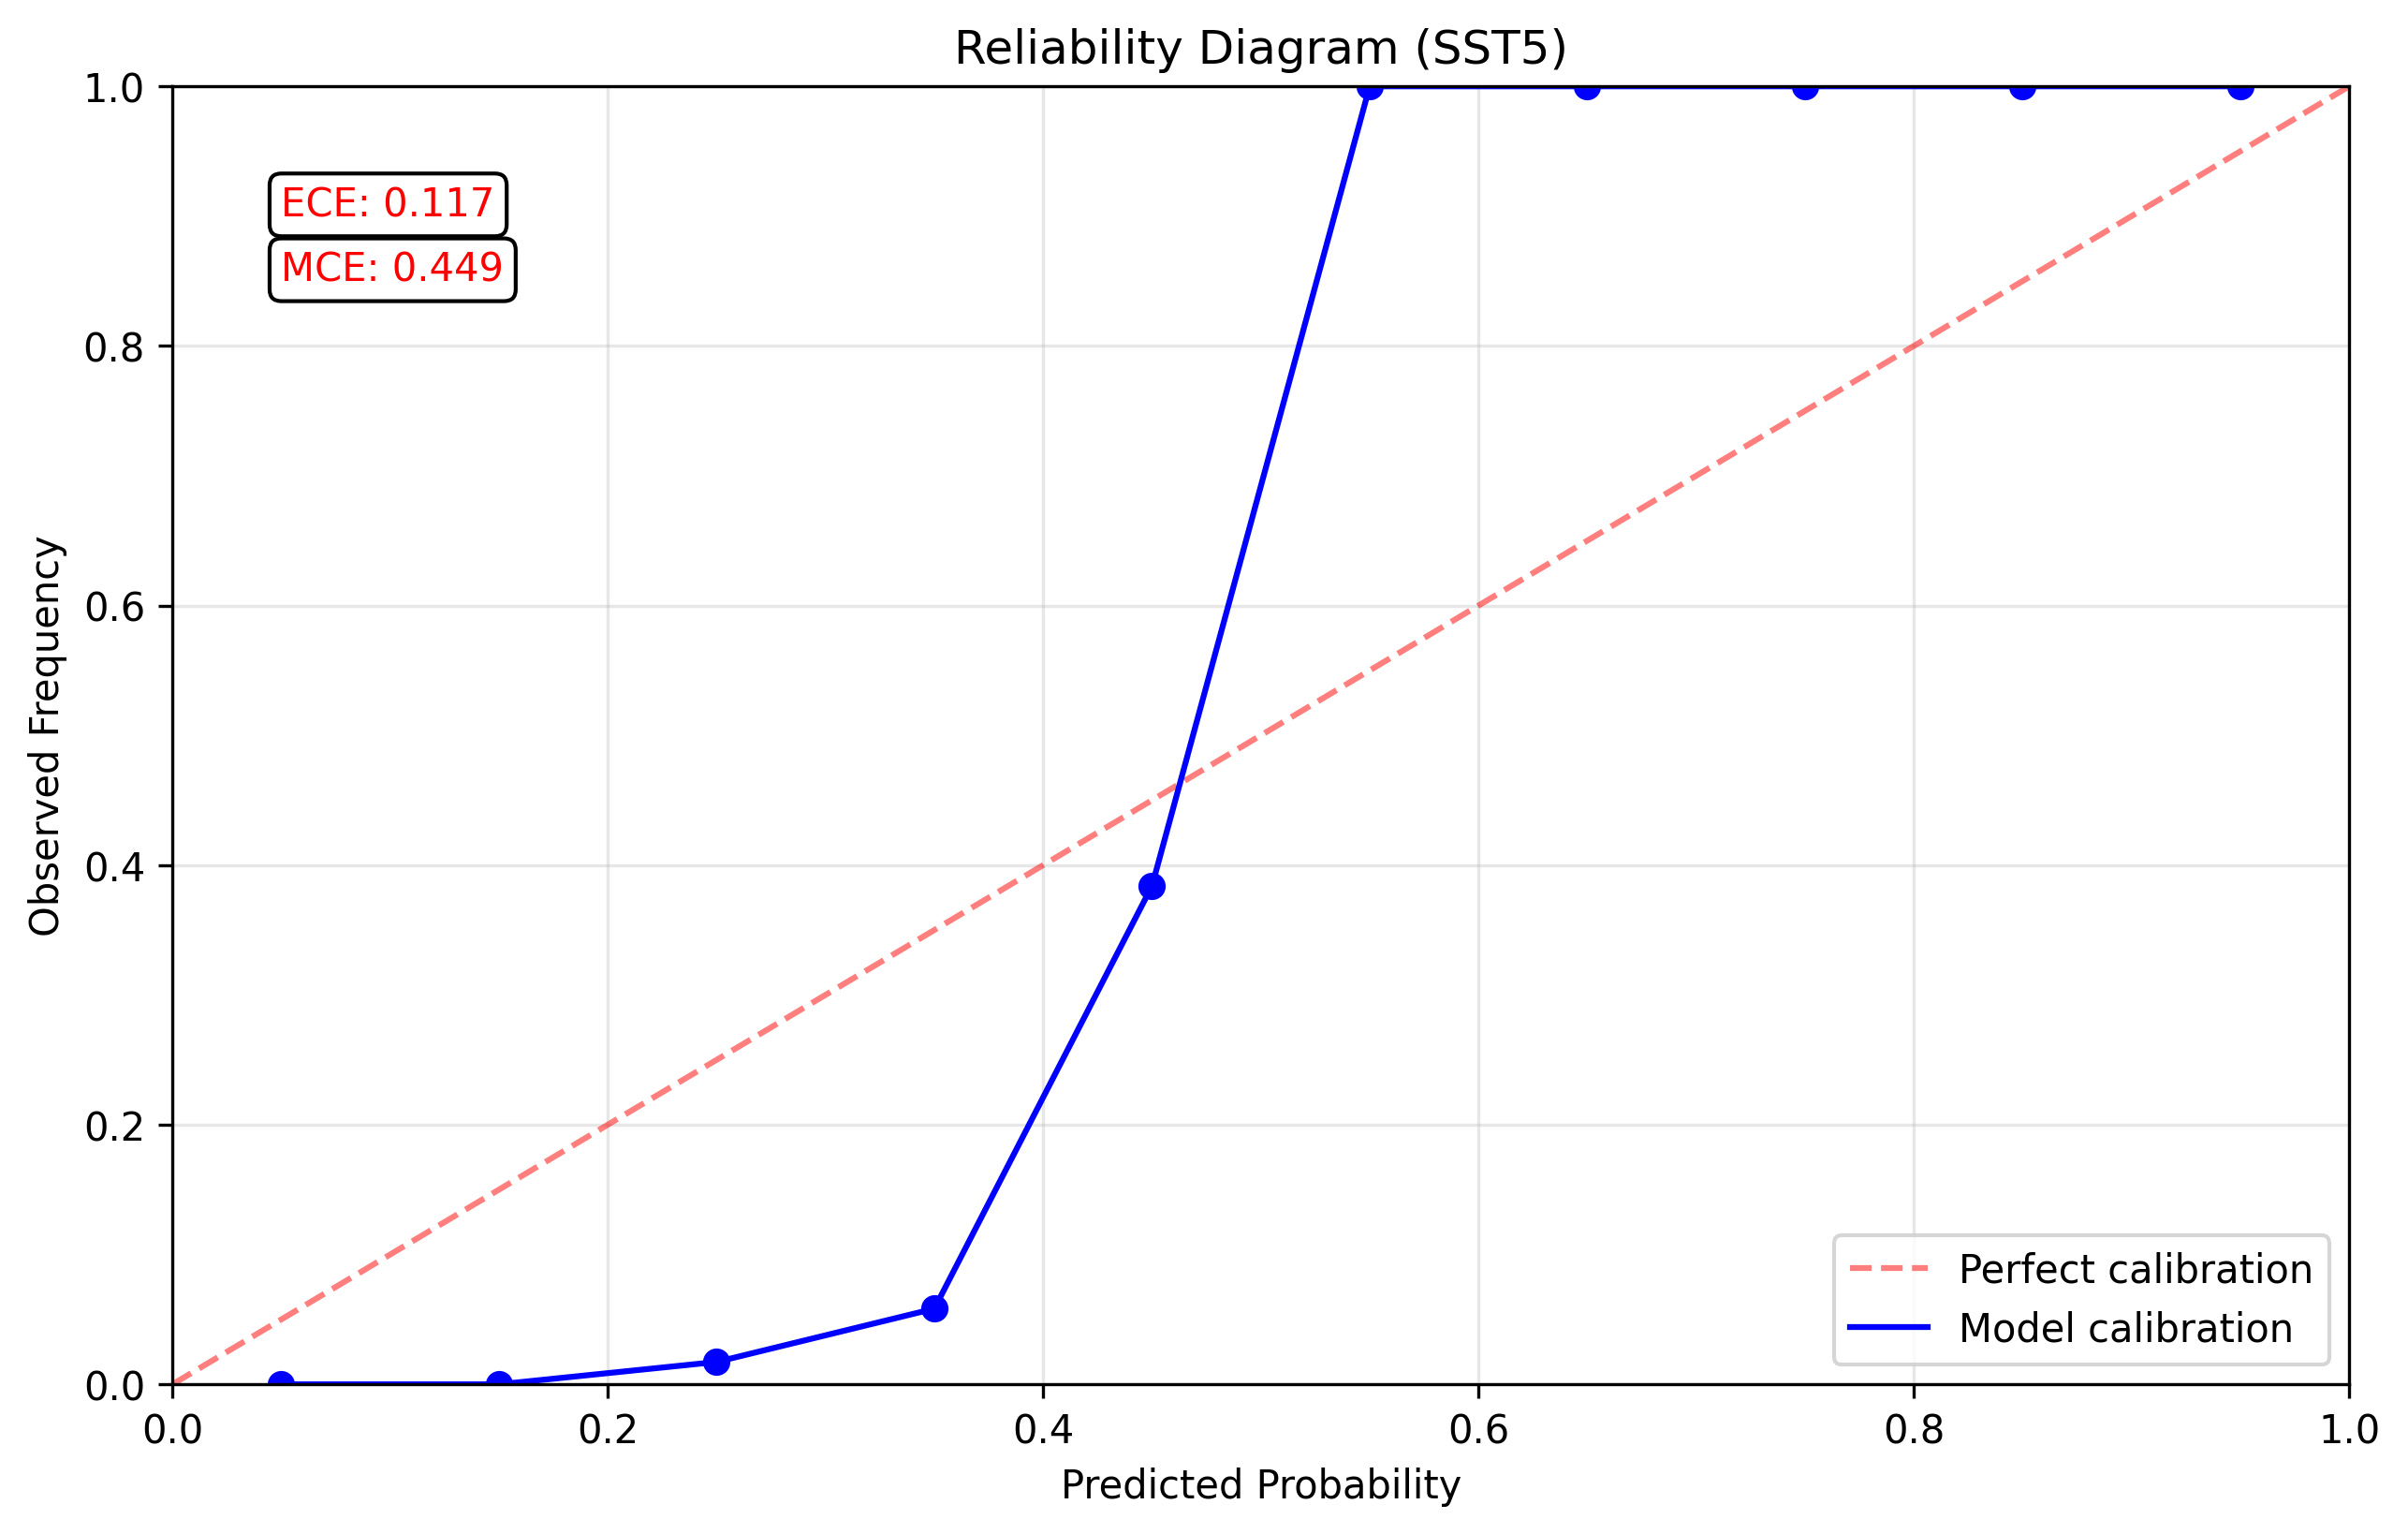 Reliability Diagram (SST5)
1.0
0.8
0.6
0.4
0.2
0.0
Observed Frequency
ECE: 0.117
MCE: 0.449
Perfect calibration
Model calibration
0.0 0.2 0.4 0.6 0.8 1.0
Predicted Probability